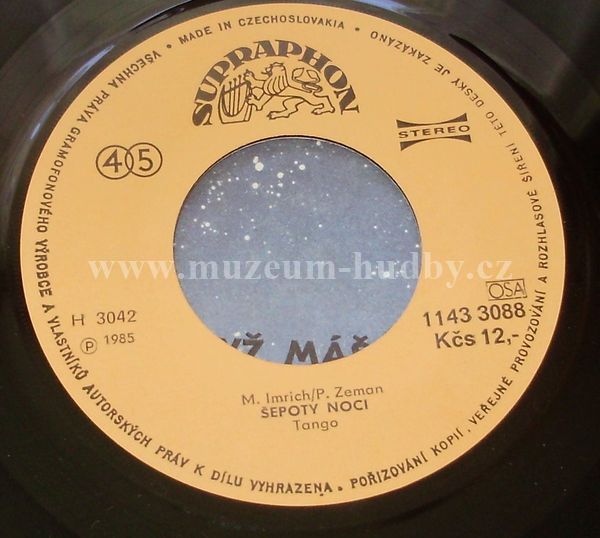 VŠECHNA PRÁVA GRAMOFONOVÉHO VÝROBCE A VLASTNÍKŮ AUTORSKÝCH PRÁV K DÍLU VYHRAZENA. POŘIZOVÁNÍ KOPIÍ, VEŘEJNÉ PROVOZOVÁNÍ A ROZHLASOVÉ ŠÍŘENÍ TÉTO DESKY JE ZAKÁZÁNO • MADE IN CZECHOSLOVAKIA •
SUPRAPHON
STEREO
45
www.muzeum-hudby.cz
OSA
H 3042
1143 3088
℗ 1985
Kčs 12,-
YŽ MÁŠ
M. Imrich/P. Zeman
ŠEPOTY NOCI
Tango